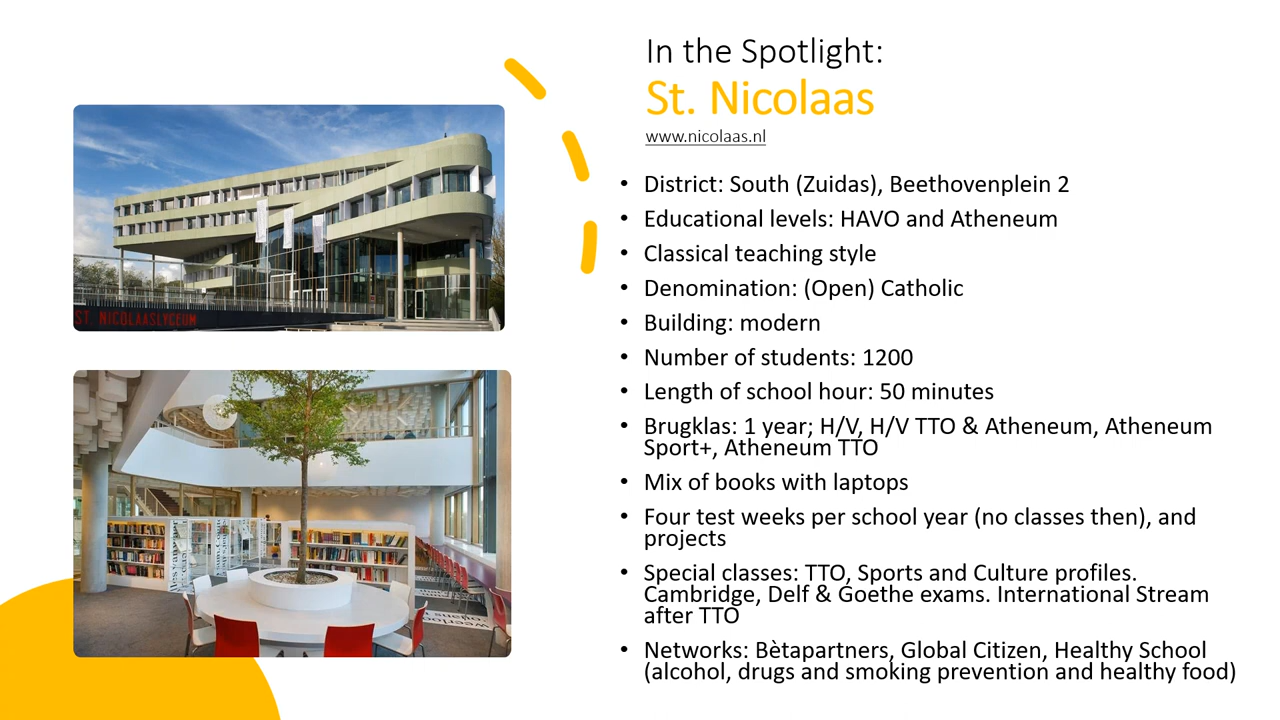 In the Spotlight:
St. Nicolaas
www.nicolaas.nl
• District: South (Zuidas), Beethovenplein 2
• Educational levels: HAVO and Atheneum
• Classical teaching style
• Denomination: (Open) Catholic
• Building: modern
• Number of students: 1200
• Length of school hour: 50 minutes
• Brugklas: 1 year; H/V, H/V TTO & Atheneum, Atheneum
Sport+, Atheneum TTO
• Mix of books with laptops
• Four test weeks per school year (no classes then), and
projects
• Special classes: TTO, Sports and Culture profiles.
Cambridge, Delf & Goethe exams. International Stream
after TTO
• Networks: Bètapartners, Global Citizen, Healthy School
(alcohol, drugs and smoking prevention and healthy food)
ST. NICOLAASLYCEUM